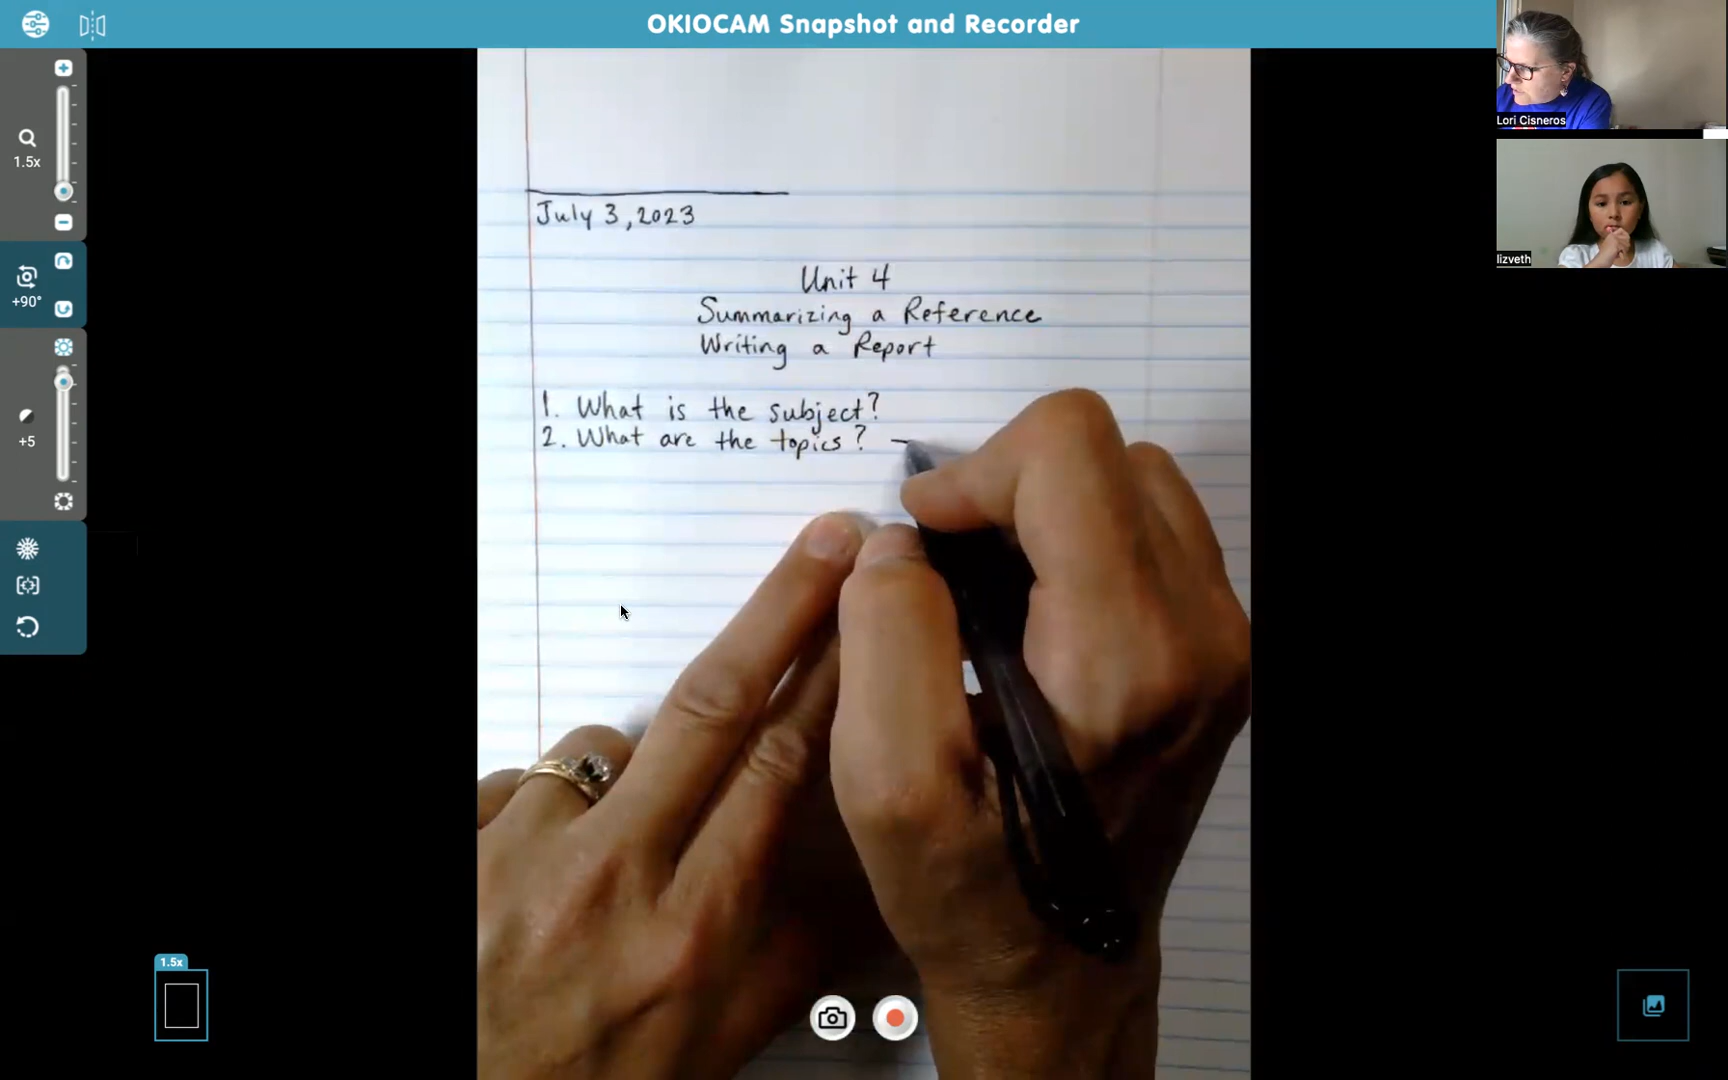 OKIOCAM Snapshot and Recorder
1.5x
+90°
+5
July 3, 2023
Unit 4
Summarizing a Reference
Writing a Report
1. What is the subject?
2. What are the topics? –
Lori Cisneros
lizveth
1.5x